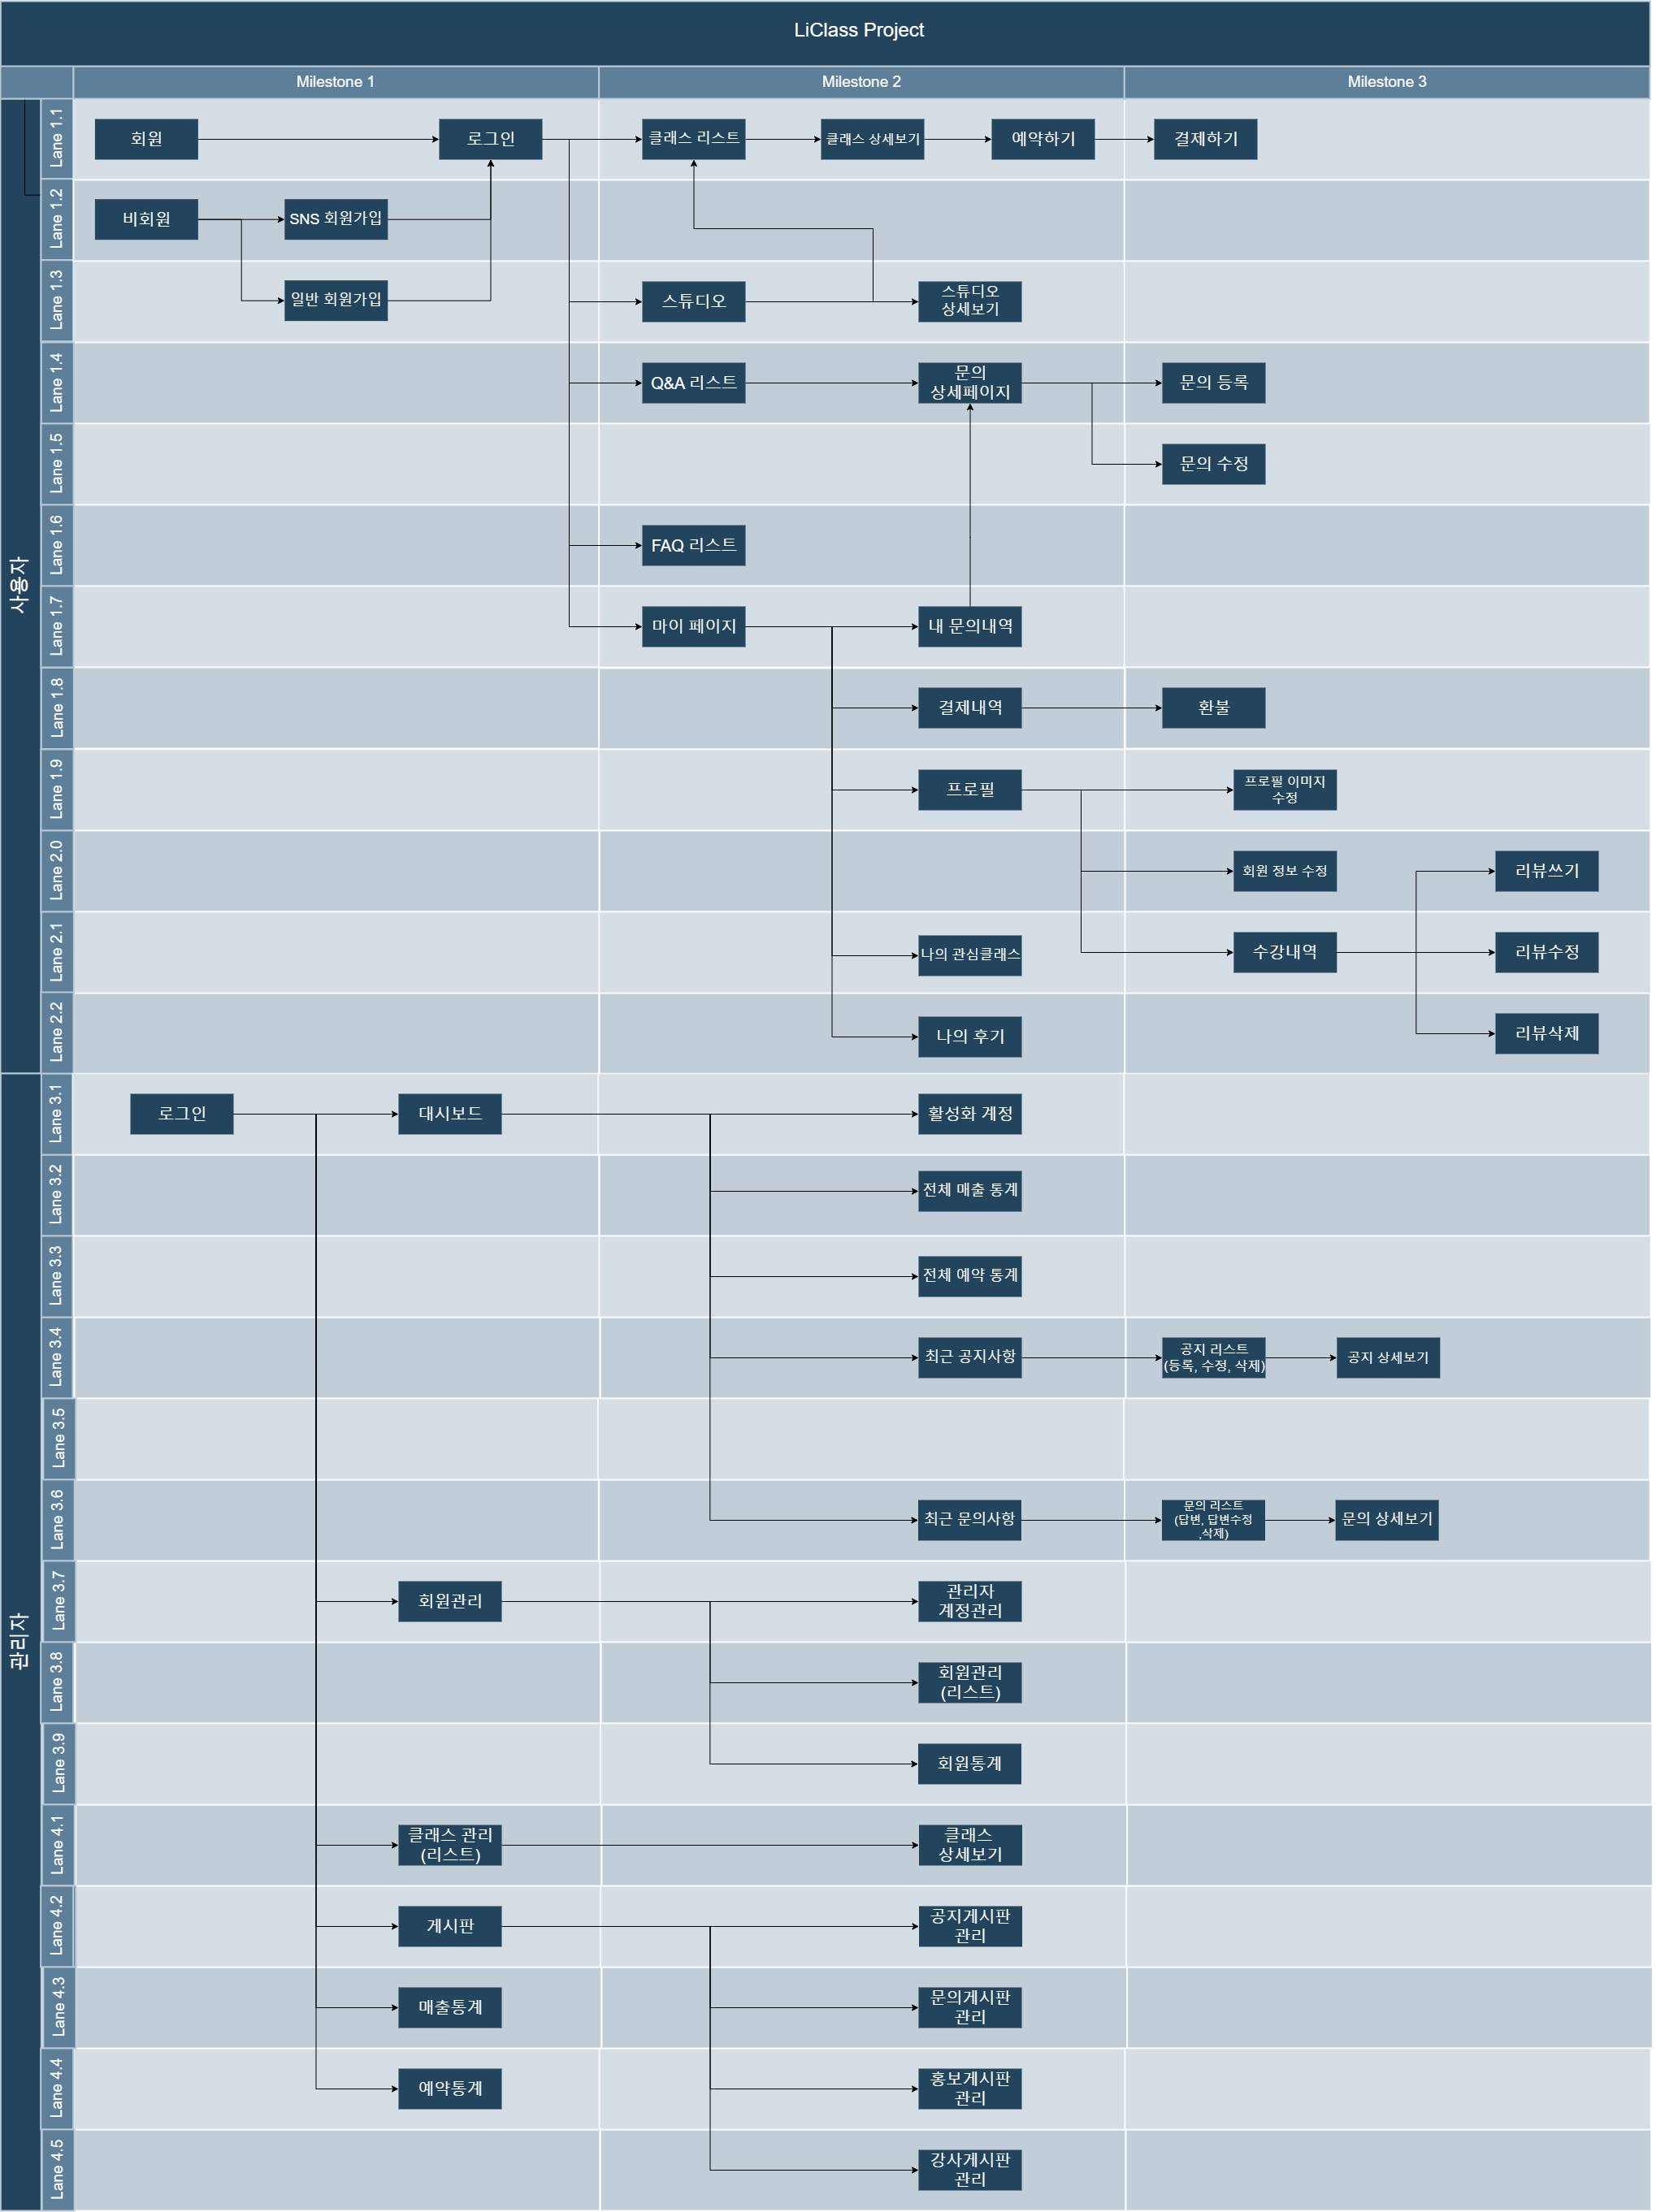 LiClass Project
Milestone 1
Milestone 2
Milestone 3
사용자
Lane 1.1
회원
로그인
클래스 리스트
클래스 상세보기
예약하기
결제하기
Lane 1.2
비회원
SNS 회원가입
Lane 1.3
일반 회원가입
스튜디오
스튜디오
상세보기
Lane 1.4
Q&A 리스트
문의
상세페이지
문의 등록
Lane 1.5
문의 수정
Lane 1.6
FAQ 리스트
Lane 1.7
마이 페이지
내 문의내역
Lane 1.8
결제내역
환불
Lane 1.9
프로필
프로필 이미지
수정
Lane 2.0
회원 정보 수정
리뷰쓰기
Lane 2.1
나의 관심클래스
수강내역
리뷰수정
Lane 2.2
나의 후기
리뷰삭제
관리자
Lane 3.1
로그인
대시보드
활성화 계정
Lane 3.2
전체 매출 통계
Lane 3.3
전체 예약 통계
Lane 3.4
최근 공지사항
공지 리스트
(등록, 수정, 삭제)
공지 상세보기
Lane 3.5
Lane 3.6
최근 문의사항
문의 리스트
(답변, 답변수정
,삭제)
문의 상세보기
Lane 3.7
회원관리
관리자
계정관리
Lane 3.8
회원관리
(리스트)
Lane 3.9
회원통계
Lane 4.1
클래스 관리
(리스트)
클래스
상세보기
Lane 4.2
게시판
공지게시판
관리
Lane 4.3
매출통계
문의게시판
관리
Lane 4.4
예약통계
홍보게시판
관리
Lane 4.5
강사게시판
관리